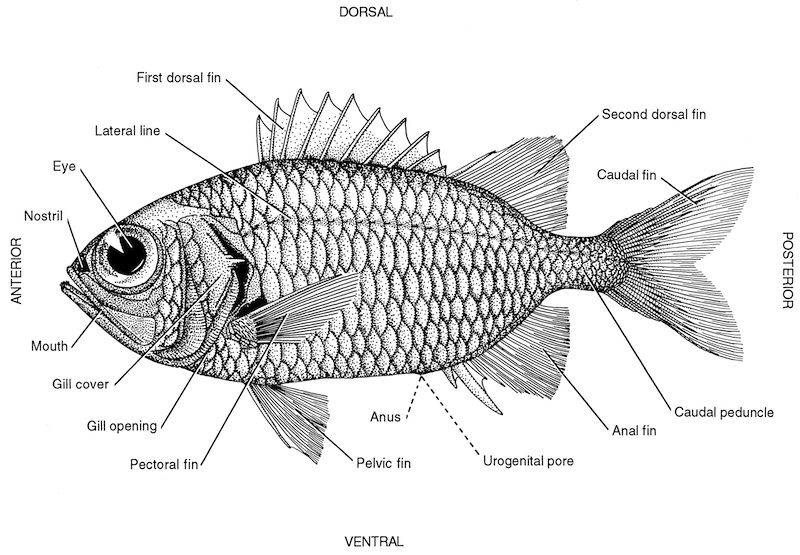 DORSAL
First dorsal fin
Second dorsal fin
Lateral line
Eye
Caudal fin
Nostril
ANTERIOR
POSTERIOR
Mouth
Gill cover
Caudal peduncle
Anus
Gill opening
Anal fin
Pectoral fin
Pelvic fin
Urogenital pore
VENTRAL